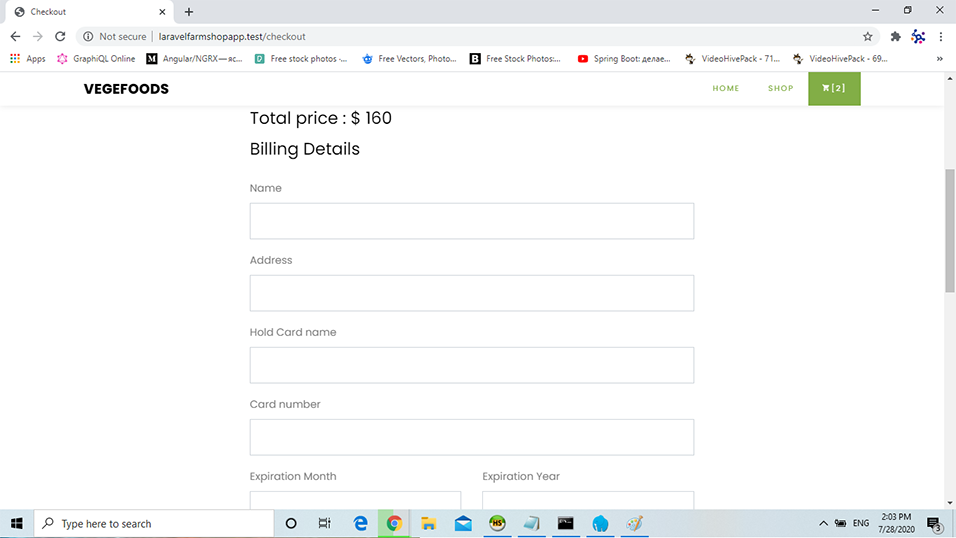 Checkout
Not secure | laravelfarmshopapp.test/checkout
Apps GraphiQL Online Angular/NGRX — яс... Free stock photos -... Free Vectors, Photo... Free Stock Photos:... Spring Boot: делае... VideoHivePack - 71... VideoHivePack - 69... »
VEGEFOODS HOME SHOP [2]
Total price : $ 160
Billing Details
Name
Address
Hold Card name
Card number
Expiration Month Expiration Year
Type here to search ENG 2:03 PM
7/28/2020 3